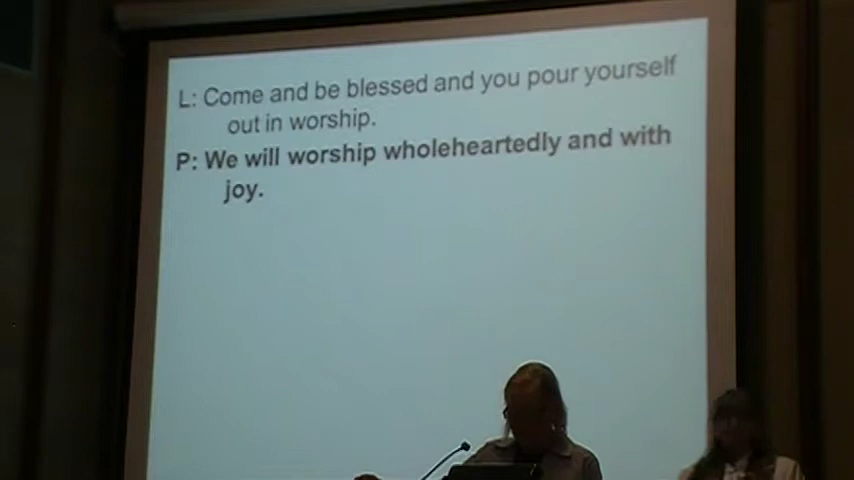 L: Come and be blessed and you pour yourself
out in worship.
P: We will worship wholeheartedly and with
joy.